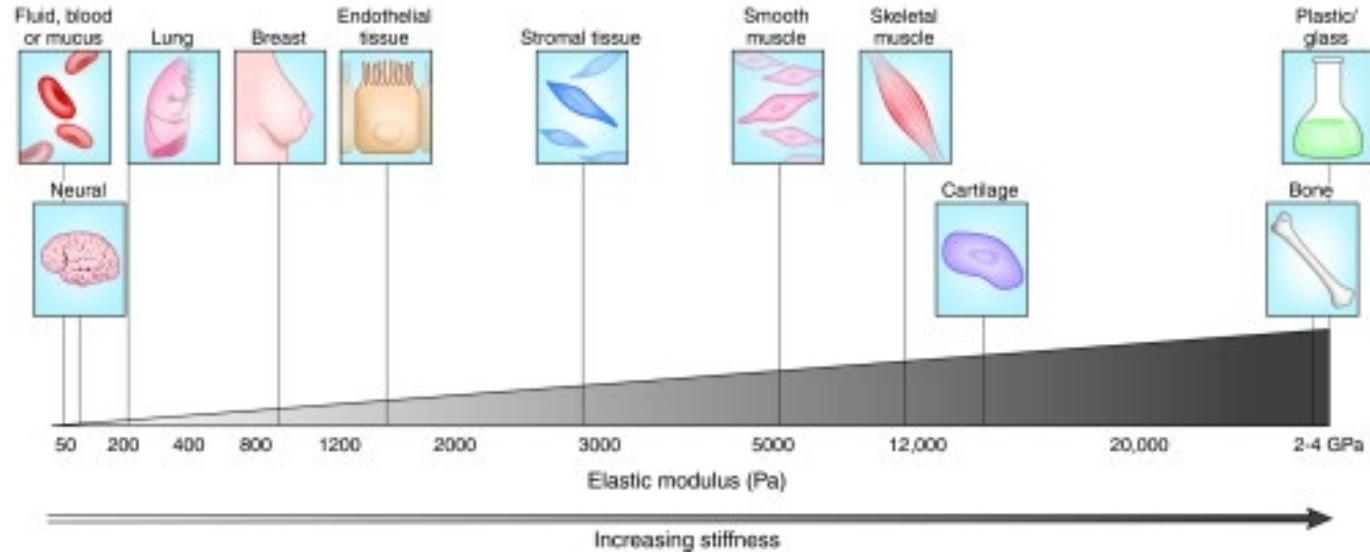 Fluid, blood
or mucus
Lung
Breast
Endothelial
tissue
Stromal tissue
Smooth
muscle
Skeletal
muscle
Plastic/
glass
Neural
Cartilage
Bone
50 200 400 800 1200 2000 3000 5000 12,000 20,000 2-4 GPa
Elastic modulus (Pa)
Increasing stiffness